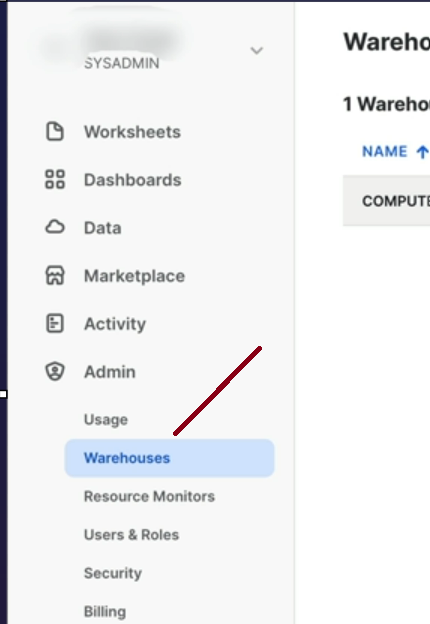 SYSADMIN
Worksheets
Dashboards
Data
Marketplace
Activity
Admin
Usage
Warehouses
Resource Monitors
Users & Roles
Security
Billing
Wareho
1 Wareho
NAME ↑
COMPUTE